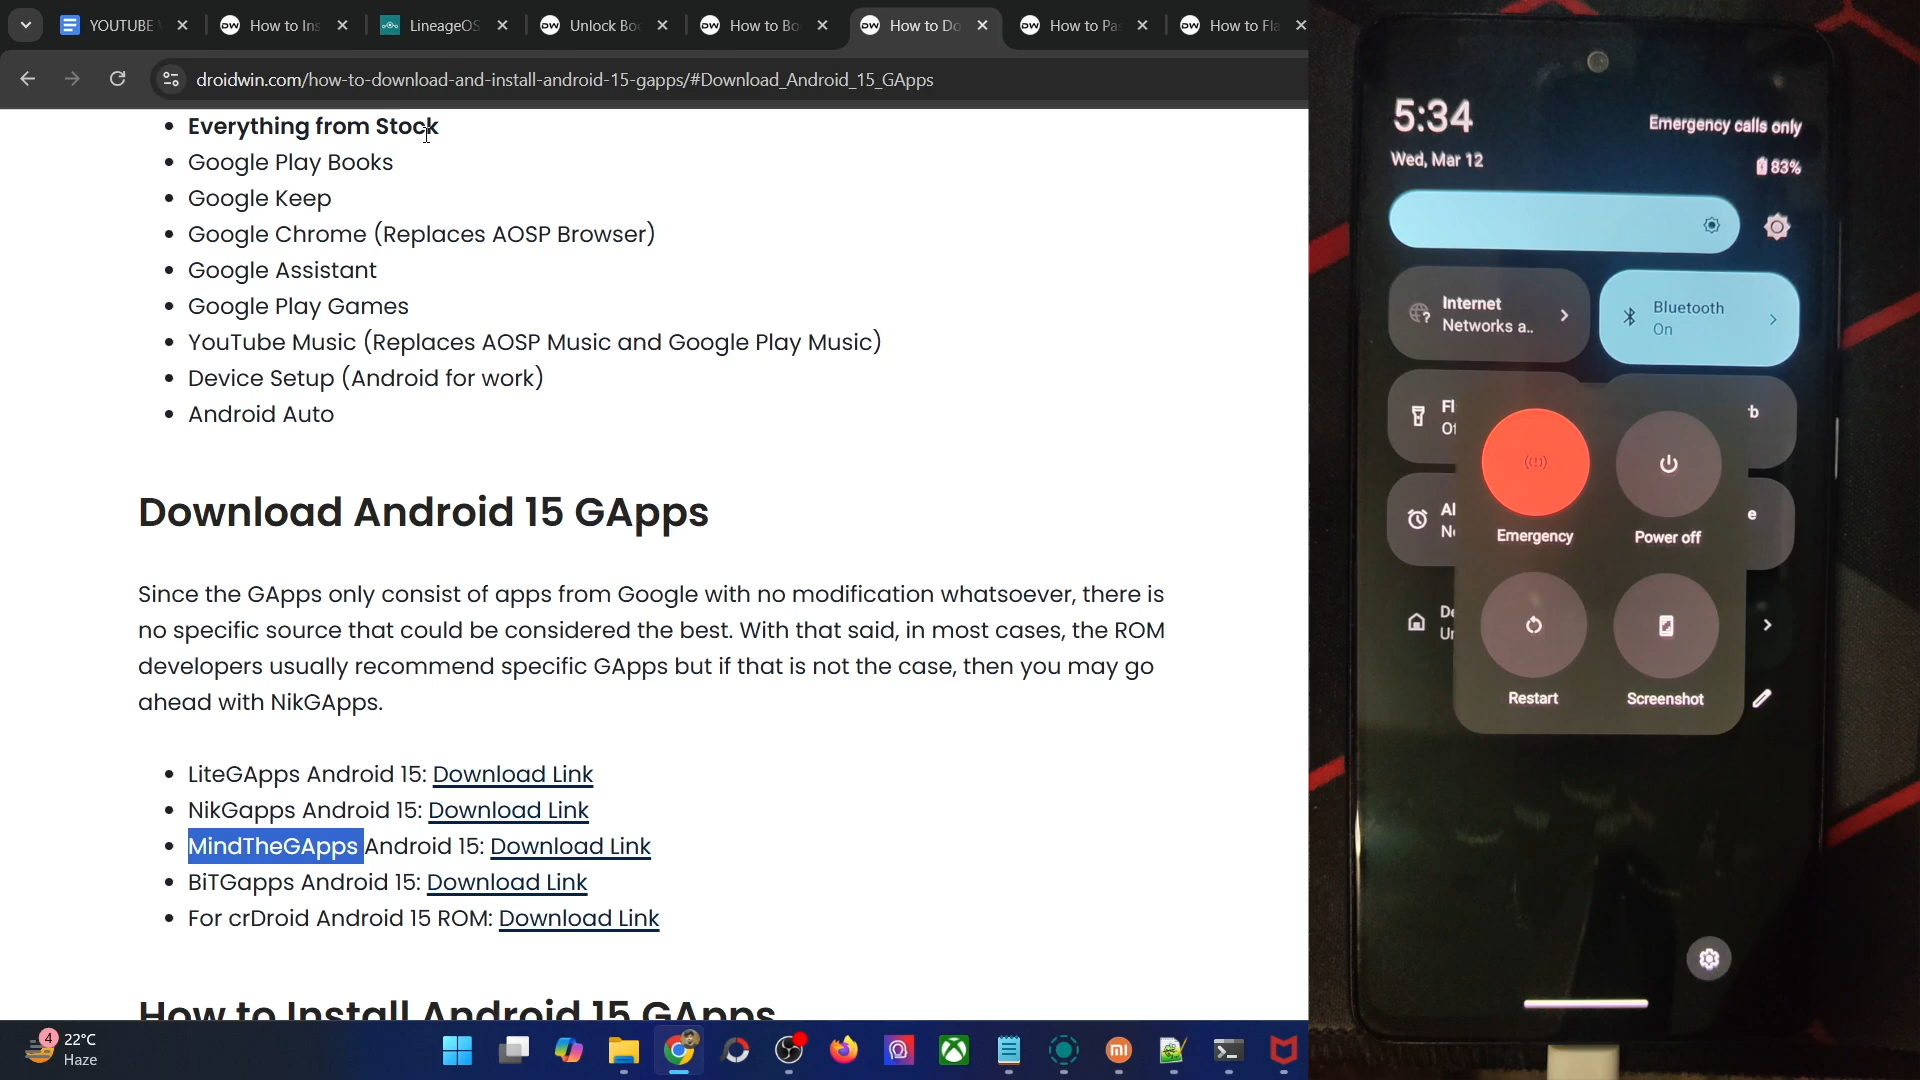 YOUTUBE
How to Ins
LineageOS
Unlock Bo
How to Bo
How to Do
How to Pa
How to Fla
droidwin.com/how-to-download-and-install-android-15-gapps/#Download_Android_15_GApps
Everything from Stock
Google Play Books
Google Keep
Google Chrome (Replaces AOSP Browser)
Google Assistant
Google Play Games
YouTube Music (Replaces AOSP Music and Google Play Music)
Device Setup (Android for work)
Android Auto
Download Android 15 GApps
Since the GApps only consist of apps from Google with no modification whatsoever, there is
no specific source that could be considered the best. With that said, in most cases, the ROM
developers usually recommend specific GApps but if that is not the case, then you may go
ahead with NikGApps.
LiteGApps Android 15: Download Link
NikGapps Android 15: Download Link
MindTheGApps Android 15: Download Link
BiTGapps Android 15: Download Link
For crDroid Android 15 ROM: Download Link
How to Install Android 15 GApps
4
22°C
Haze
5:34
Emergency calls only
Wed, Mar 12
83%
Internet
Networks a..
Bluetooth
On
Fl
Of
b
Al
No
e
De
Un
Emergency
Power off
Restart
Screenshot